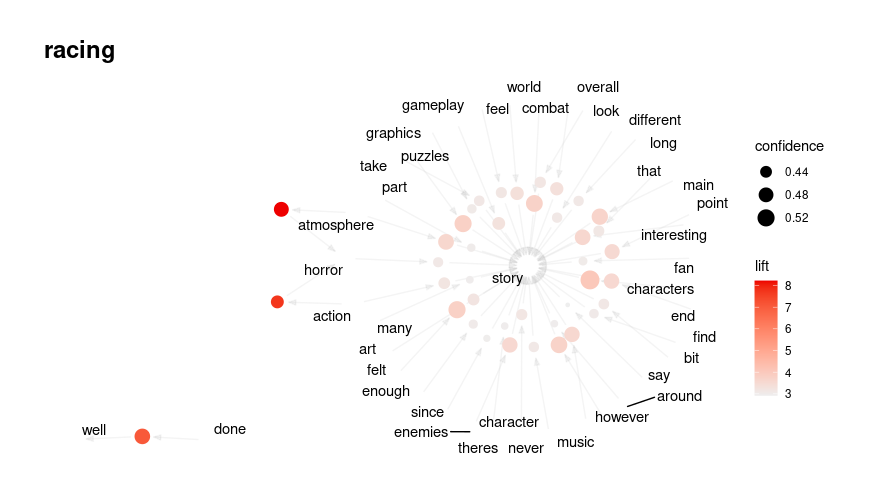 racing
world
overall
gameplay
feel
combat
look
different
graphics
long
confidence
puzzles
take
that
0.44
part
main
0.48
point
0.52
atmosphere
interesting
horror
story
fan
lift
characters
8
7
action
end
6
many
find
5
art
bit
4
felt
say
3
enough
around
since
however
character
well
done
enemies
theres
never
music